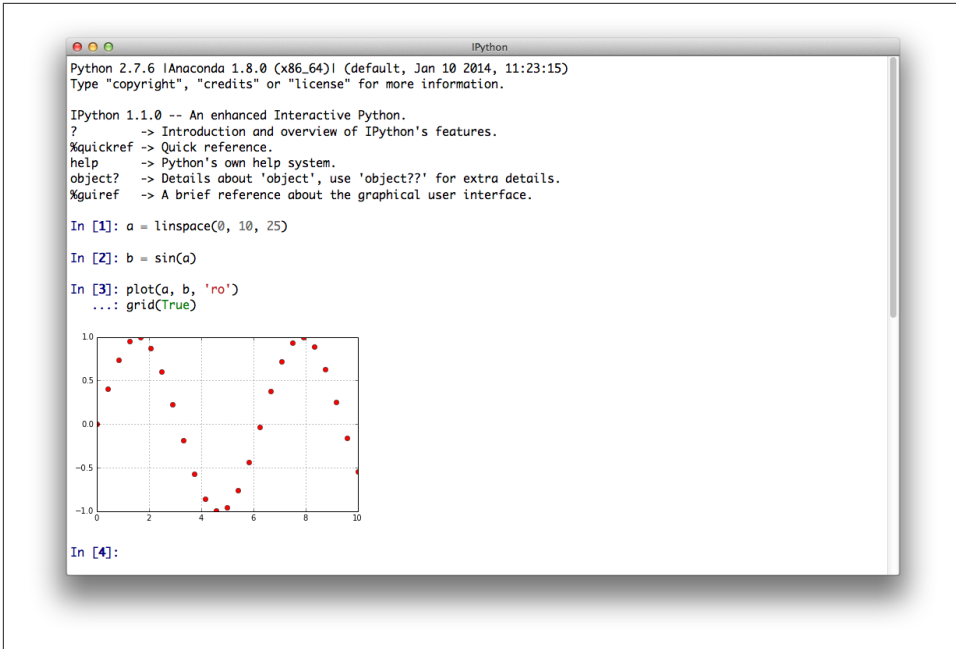 IPython
Python 2.7.6 |Anaconda 1.8.0 (x86_64)| (default, Jan 10 2014, 11:23:15)
Type "copyright", "credits" or "license" for more information.
IPython 1.1.0 -- An enhanced Interactive Python.
?         -> Introduction and overview of IPython's features.
%quickref -> Quick reference.
help      -> Python's own help system.
object?   -> Details about 'object', use 'object??' for extra details.
%guiref   -> A brief reference about the graphical user interface.
In [1]: a = linspace(0, 10, 25)
In [2]: b = sin(a)
In [3]: plot(a, b, 'ro')
   ...: grid(True)
1.0
0.5
0.0
−0.5
−1.0
0 2 4 6 8 10
In [4]: